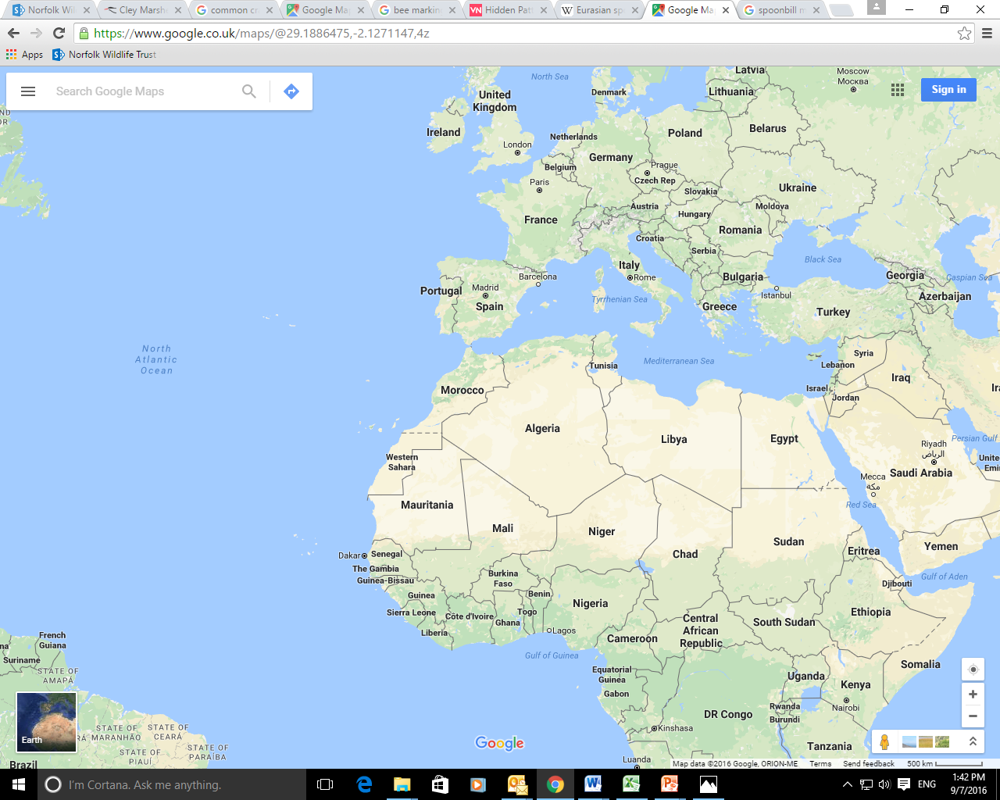 Norfolk Wil
Cley Marsh
common cr
Google Ma
bee markin
Hidden Pat
Eurasian sp
Google Ma
spoonbill m
https://www.google.co.uk/maps/@29.1886475,-2.1271147,4z
Apps
Norfolk Wildlife Trust
Search Google Maps
Sign in
North Sea
Latvia
Moscow
Москва
Denmark
Lithuania
United
Kingdom
Ireland
Belarus
Poland
Netherlands
London
Germany
Belgium
Prague
Czech Rep
Paris
Ukraine
Slovakia
France
Austria
Moldova
Hungary
Romania
Croatia
Serbia
Black Sea
Italy
Rome
Barcelona
Bulgaria
Georgia
Caspian Sea
Portugal
Madrid
Spain
Istanbul
Azerbaijan
Tyrrhenian Sea
Greece
Turkey
North
Atlantic
Ocean
Mediterranean Sea
Tunisia
Syria
Lebanon
Iraq
Morocco
Israel
Jordan
Algeria
Libya
Egypt
Persian Gulf
Riyadh
الرياض
Western
Sahara
United
Emir
Saudi Arabia
Mecca
مكة
Mauritania
Red Sea
Mali
Niger
Sudan
Yemen
Dakar
Senegal
Chad
Eritrea
The Gambia
Guinea-Bissau
Burkina
Faso
Gulf of Aden
Djibouti
Guinea
Benin
Nigeria
Sierra Leone
Côte d'Ivoire
Togo
Ghana
Ethiopia
Central
African
Republic
South Sudan
Liberia
Lagos
Cameroon
French
Guiana
Suriname
Gulf of Guinea
Somalia
Equatorial
Guinea
Uganda
Kenya
Gabon
STATE OF
AMAPÁ
Nairobi
Rwanda
Burundi
DR Congo
Kinshasa
Tanzania
Earth
STATE OF
MARANHÃO
STATE OF
CEARÁ
STATE OF
PIAUÍ
STATE OF
PARAÍBA
Brazil
Google
Luanda
Map data ©2016 Google, ORION-ME
Terms
Send feedback
500 km
I'm Cortana. Ask me anything.
ENG
1:42 PM
9/7/2016